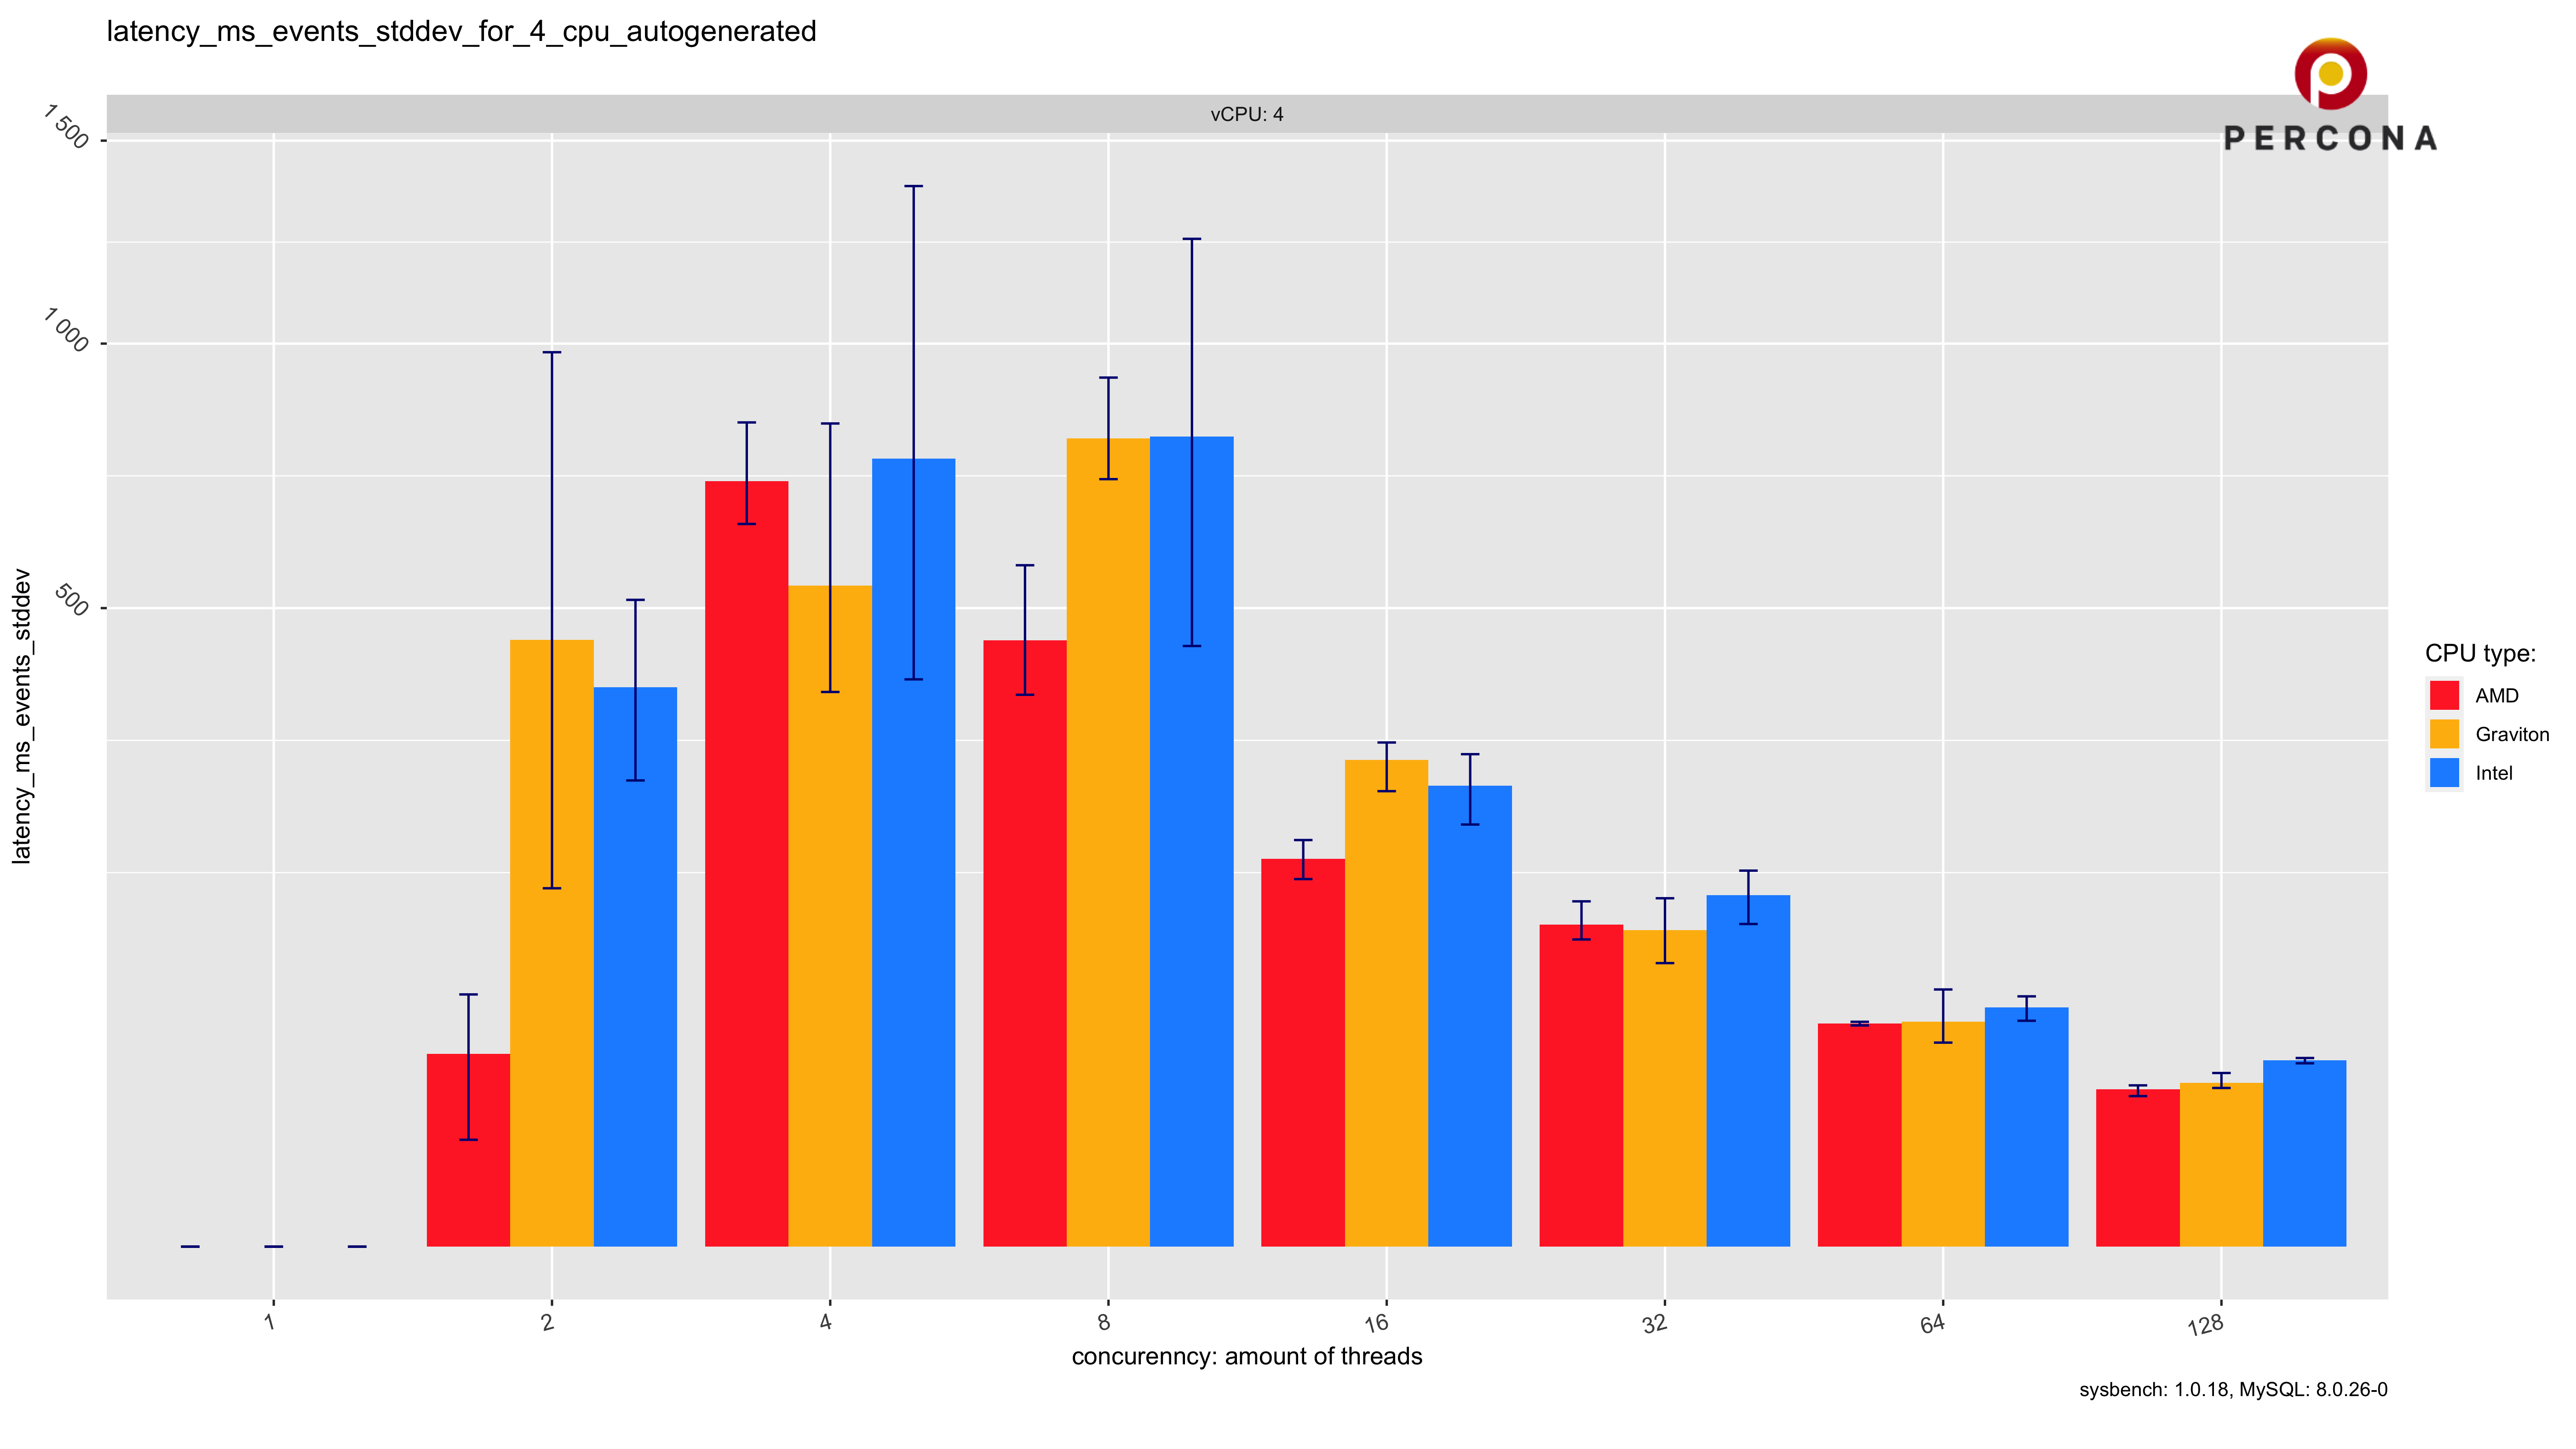 latency_ms_events_stddev_for_4_cpu_autogenerated
PERCONA
vCPU: 4
1 500
1 000
500
latency_ms_events_stddev
CPU type:
AMD
Graviton
Intel
1 2 4 8 16 32 64 128
concurenncy: amount of threads
sysbench: 1.0.18, MySQL: 8.0.26-0